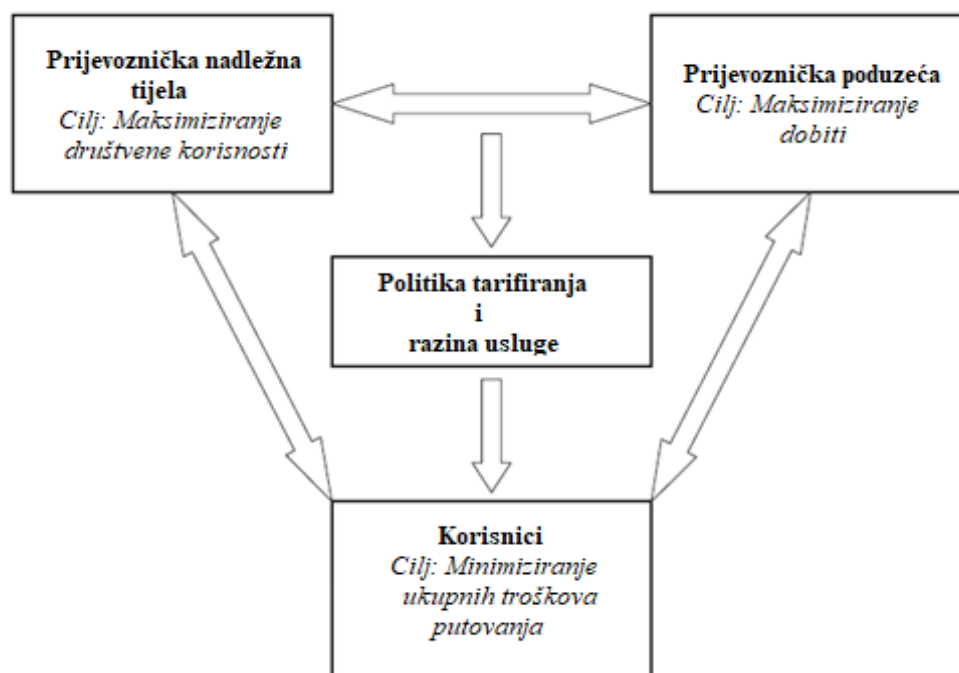 Prijevoznička nadležna
tijela
Cilj: Maksimiziranje
društvene korisnosti
Prijevoznička poduzeća
Cilj: Maksimiziranje
dobiti
Politika tarifiranja
i
razina usluge
Korisnici
Cilj: Minimiziranje
ukupnih troškova
putovanja